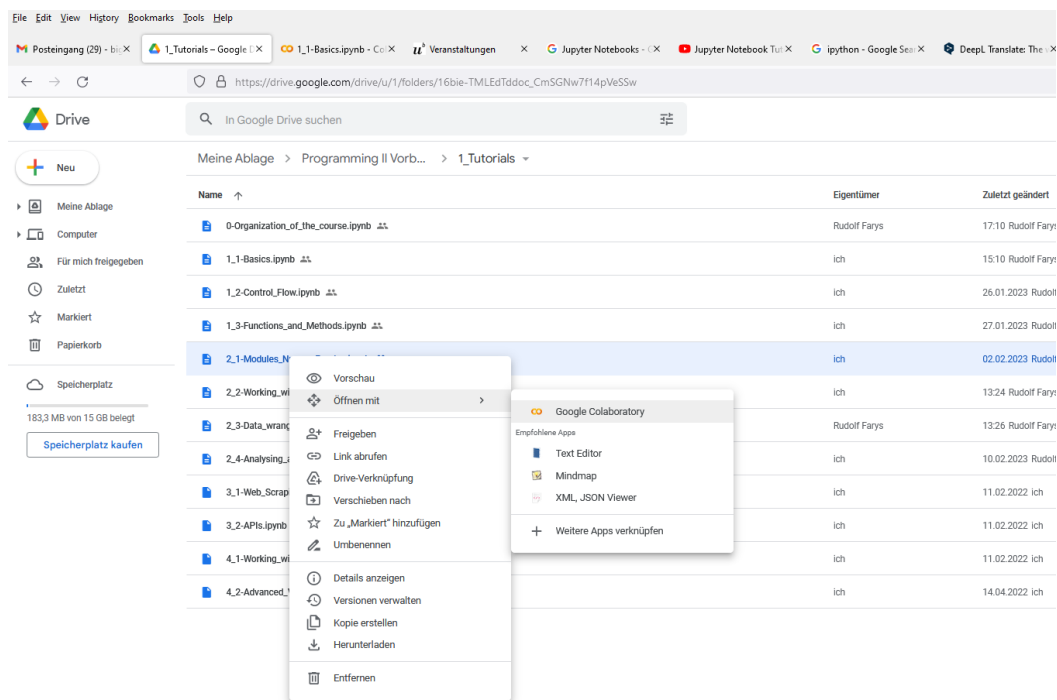 File Edit View History Bookmarks Tools Help
Posteingang (29) - bi
1_Tutorials – Google D
1_1-Basics.ipynb - Co
Veranstaltungen
Jupyter Notebooks -
Jupyter Notebook Tut
ipython - Google Sea
DeepL Translate: The
https://drive.google.com/drive/u/1/folders/16bie-TMLEdTddoc_CmSGNw7f14pVeSSw
Drive
In Google Drive suchen
Neu
Meine Ablage > Programming II Vorb... > 1_Tutorials
Name Eigentümer Zuletzt geändert
Meine Ablage
Computer
Für mich freigegeben
Zuletzt
Markiert
Papierkorb
Speicherplatz
183,3 MB von 15 GB belegt
Speicherplatz kaufen
0-Organization_of_the_course.ipynb Rudolf Farys 17:10 Rudolf Farys
1_1-Basics.ipynb ich 15:10 Rudolf Farys
1_2-Control_Flow.ipynb ich 26.01.2023 Rudolf
1_3-Functions_and_Methods.ipynb ich 27.01.2023 Rudolf
2_1-Modules_N ich 02.02.2023 Rudolf
2_2-Working_wi ich 13:24 Rudolf Farys
2_3-Data_wrang Rudolf Farys 13:26 Rudolf Farys
2_4-Analysing_a ich 10.02.2023 Rudolf
3_1-Web_Scrap ich 11.02.2022 ich
3_2-APIs.ipynb ich 11.02.2022 ich
4_1-Working_wi ich 11.02.2022 ich
4_2-Advanced_ ich 14.04.2022 ich
Vorschau
Öffnen mit
Freigeben
Link abrufen
Drive-Verknüpfung
Verschieben nach
Zu „Markiert" hinzufügen
Umbenennen
Details anzeigen
Versionen verwalten
Kopie erstellen
Herunterladen
Entfernen
Google Colaboratory
Empfohlene Apps
Text Editor
Mindmap
XML, JSON Viewer
Weitere Apps verknüpfen